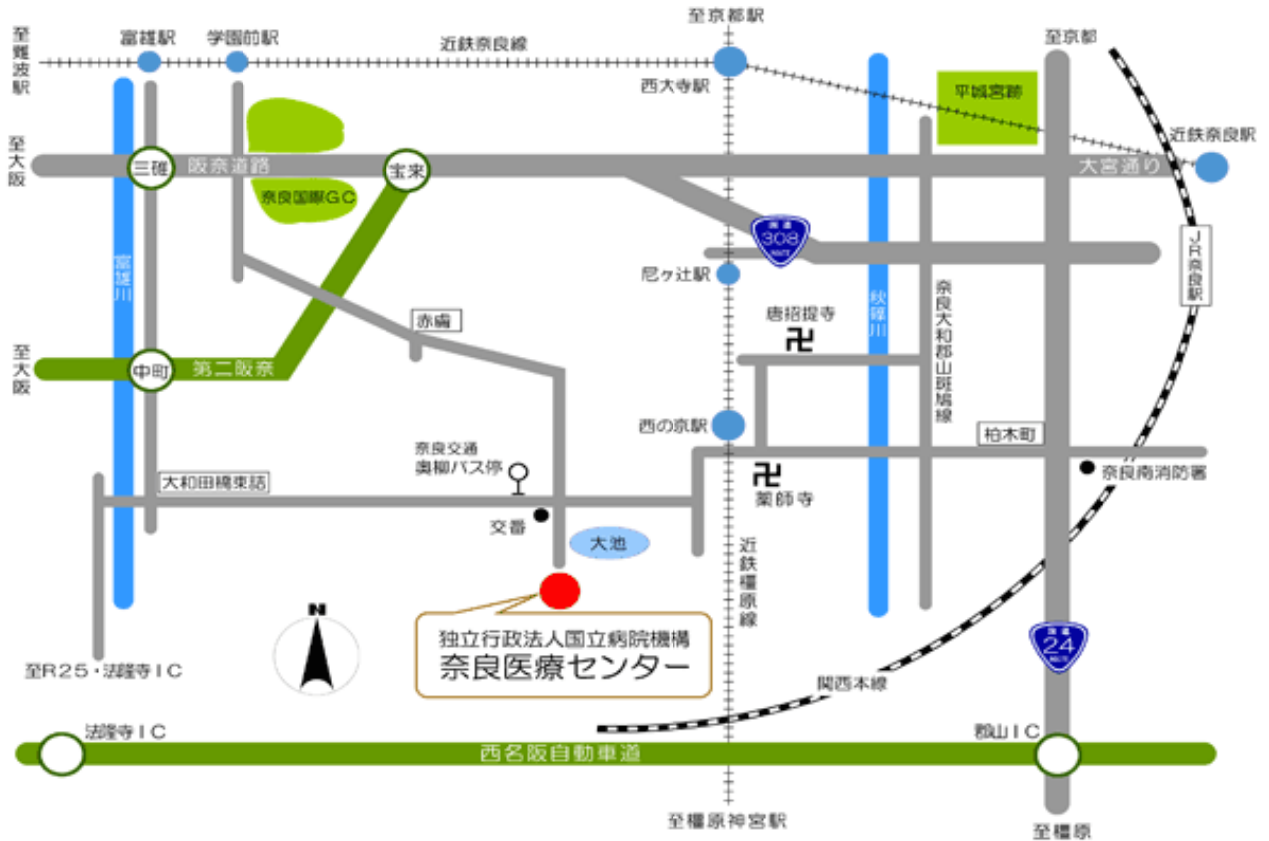 至京都駅
至難波駅
富雄駅
学園前駅
近鉄奈良線
至京都
西大寺駅
平城宮跡
近鉄奈良駅
至大阪
三碓
阪奈道路
宝来
大宮通り
奈良国際GC
国道
308
ROUTE
JR奈良駅
富雄川
尼ヶ辻駅
秋篠川
奈良大和郡山斑鳩線
赤膚
唐招提寺
至大阪
中町
第二阪奈
西の京駅
柏木町
奈良交通
奥柳バス停
大和田橋東詰
薬師寺
奈良南消防署
交番
大池
近鉄橿原線
N
独立行政法人国立病院機構
奈良医療センター
国道
24
ROUTE
至R25・法隆寺IC
関西本線
法隆寺IC
郡山IC
西名阪自動車道
至橿原神宮駅
至橿原